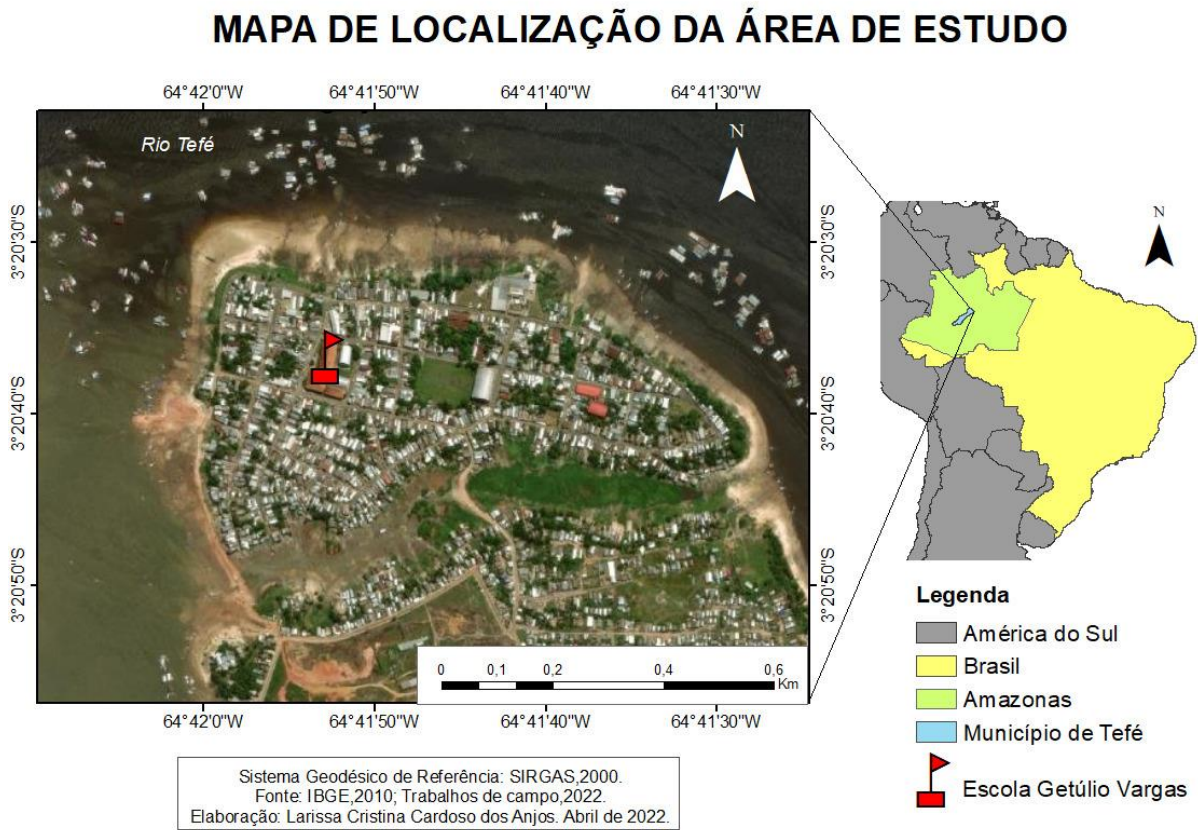 MAPA DE LOCALIZAÇÃO DA ÁREA DE ESTUDO
64°42'0"W 64°41'50"W 64°41'40"W 64°41'30"W
Rio Tefé
N
3°20'30"S 3°20'30"S
3°20'40"S 3°20'40"S
3°20'50"S 3°20'50"S
0 0,1 0,2 0,4 0,6
Km
64°42'0"W 64°41'50"W 64°41'40"W 64°41'30"W
N
Legenda
América do Sul
Brasil
Amazonas
Município de Tefé
Escola Getúlio Vargas
Sistema Geodésico de Referência: SIRGAS,2000.
Fonte: IBGE,2010; Trabalhos de campo,2022.
Elaboração: Larissa Cristina Cardoso dos Anjos. Abril de 2022.